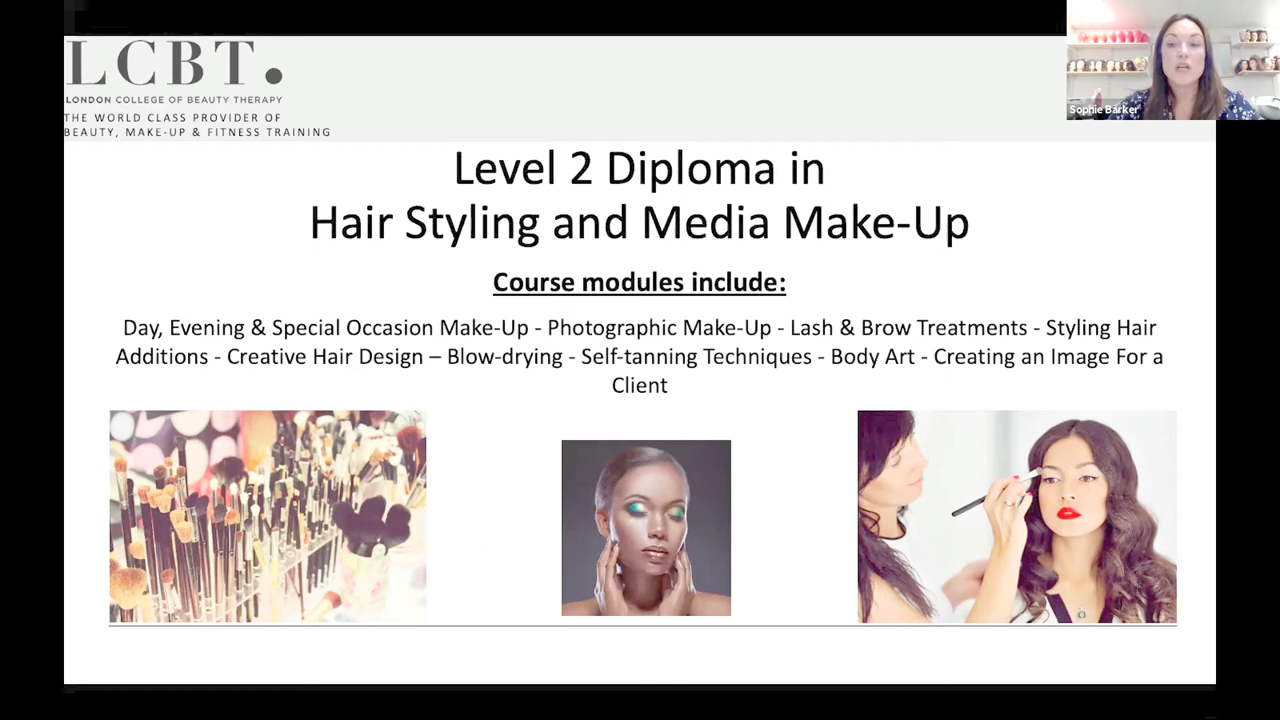 LCBT.
LONDON COLLEGE OF BEAUTY THERAPY
THE WORLD CLASS PROVIDER OF
BEAUTY, MAKE-UP & FITNESS TRAINING
Sophie Barker
Level 2 Diploma in
Hair Styling and Media Make-Up
Course modules include:
Day, Evening & Special Occasion Make-Up - Photographic Make-Up - Lash & Brow Treatments - Styling Hair
Additions - Creative Hair Design – Blow-drying - Self-tanning Techniques - Body Art - Creating an Image For a
Client